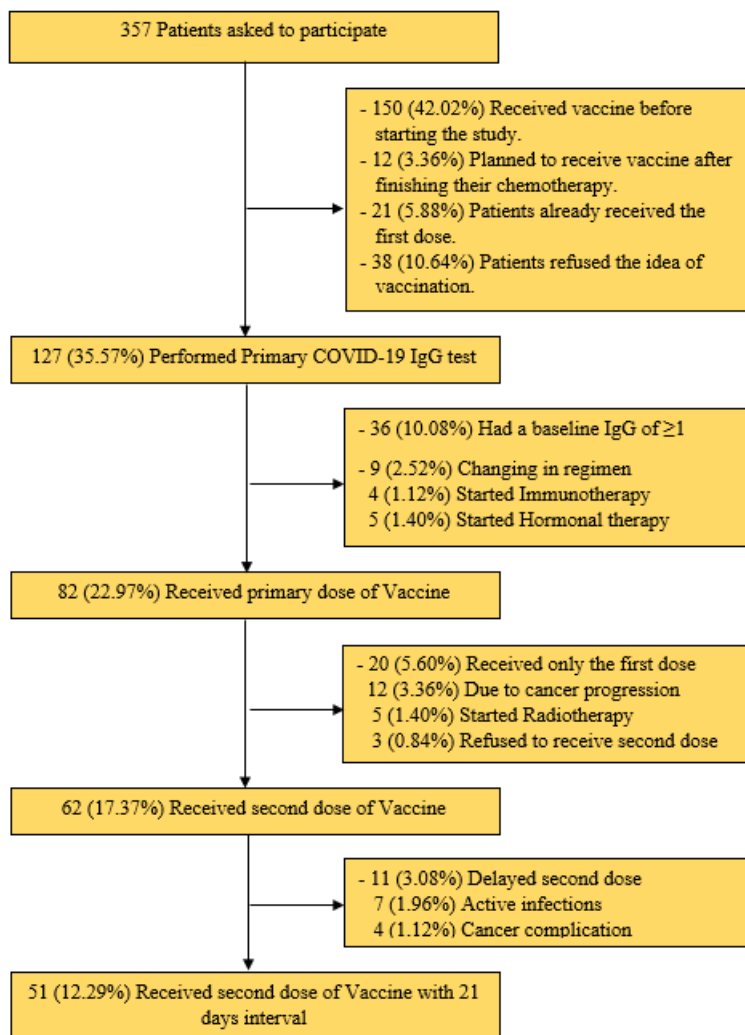 357 Patients asked to participate
- 150 (42.02%) Received vaccine before
starting the study.
- 12 (3.36%) Planned to receive vaccine after
finishing their chemotherapy.
- 21 (5.88%) Patients already received the
first dose.
- 38 (10.64%) Patients refused the idea of
vaccination.
127 (35.57%) Performed Primary COVID-19 IgG test
- 36 (10.08%) Had a baseline IgG of ≥1
- 9 (2.52%) Changing in regimen
4 (1.12%) Started Immunotherapy
5 (1.40%) Started Hormonal therapy
82 (22.97%) Received primary dose of Vaccine
- 20 (5.60%) Received only the first dose
12 (3.36%) Due to cancer progression
5 (1.40%) Started Radiotherapy
3 (0.84%) Refused to receive second dose
62 (17.37%) Received second dose of Vaccine
- 11 (3.08%) Delayed second dose
7 (1.96%) Active infections
4 (1.12%) Cancer complication
51 (12.29%) Received second dose of Vaccine with 21
days interval